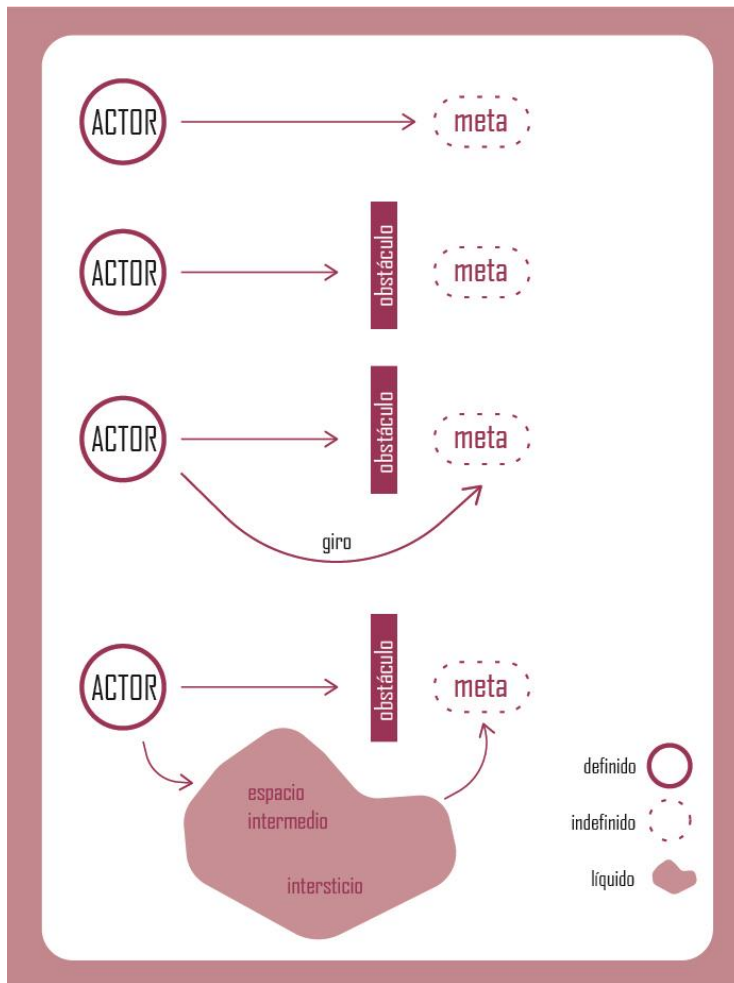 ACTOR
meta
ACTOR
obstáculo
meta
ACTOR
obstáculo
meta
giro
ACTOR
obstáculo
meta
espacio
intermedio
intersticio
definido
indefinido
líquido